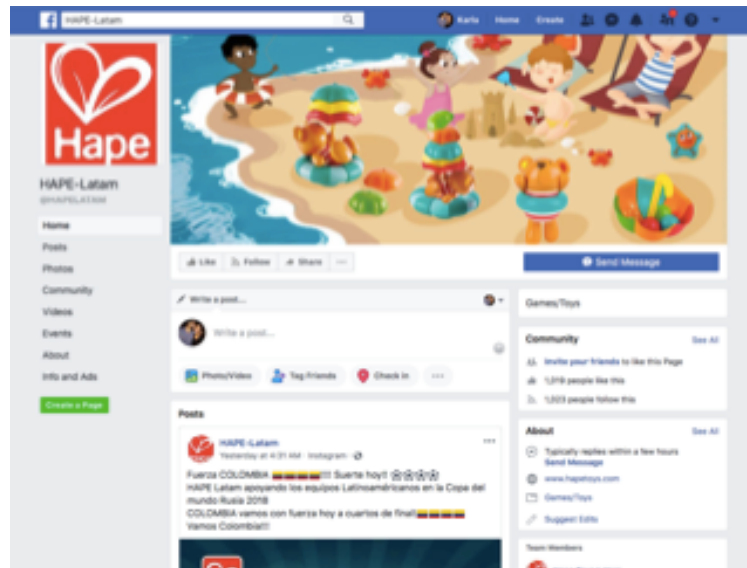 HAPE-Latam
Karla Home Create
Hape
HAPE-Latam
@HAPELATAM
Home
Posts
Photos
Community
Videos
Events
About
Info and Ads
Create a Page
Like Follow Share
Send Message
Write a post...
Write a post...
Photo/Video Tag Friends Check in
Posts
HAPE-Latam
Yesterday at 4:31 AM · Instagram
Fuerza COLOMBIA !!! Suerte hoy!!
HAPE Latam apoyando los equipos Latinoaméricanos en la Copa del
mundo Rusia 2018
COLOMBIA vamos con fuerza hoy a cuartos de final!
Vamos Colombia!!!
Games/Toys
Community See All
Invite your friends to like this Page
1,019 people like this
1,023 people follow this
About See All
Typically replies within a few hours
Send Message
www.hapetoys.com
Games/Toys
Suggest Edits
Team Members